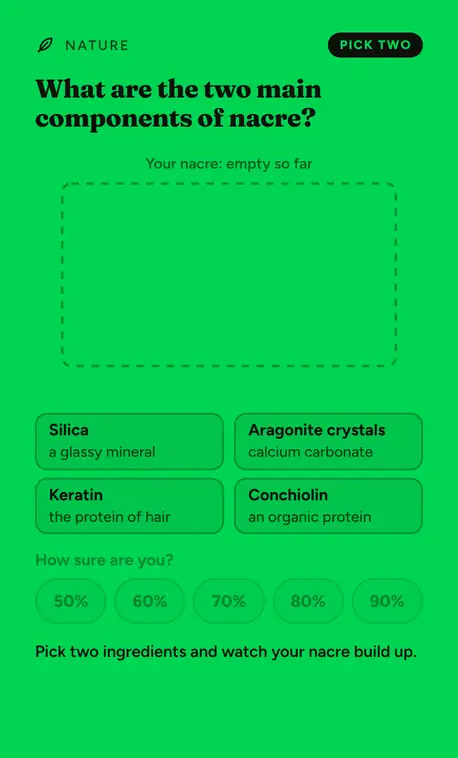 NATURE
PICK TWO
What are the two main
components of nacre?
Your nacre: empty so far
Silica
a glassy mineral
Aragonite crystals
calcium carbonate
Keratin
the protein of hair
Conchiolin
an organic protein
How sure are you?
50%
60%
70%
80%
90%
Pick two ingredients and watch your nacre build up.